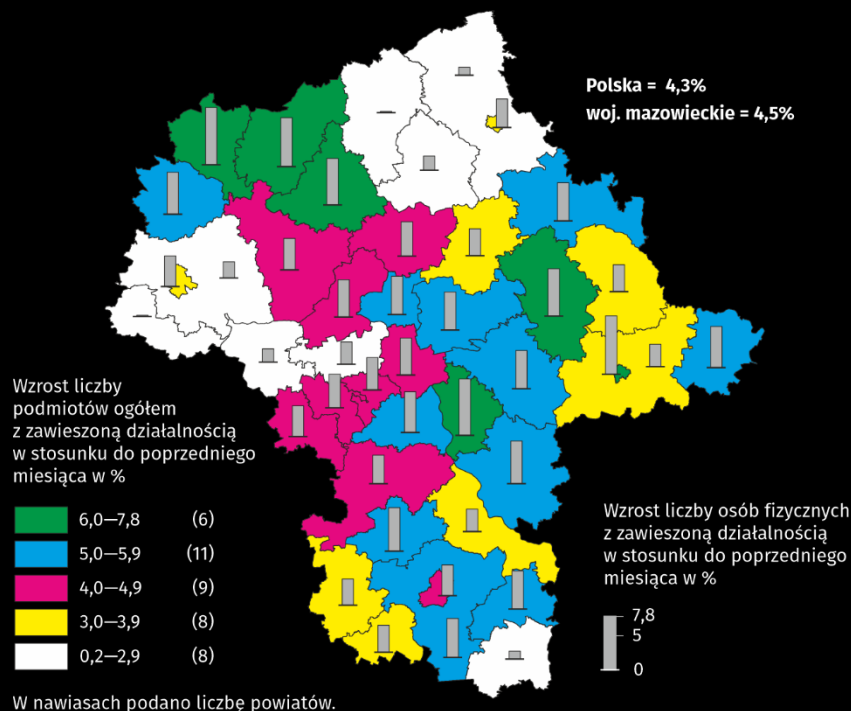 Polska = 4,3%
woj. mazowieckie = 4,5%
Wzrost liczby
podmiotów ogółem
z zawieszoną działalnością
w stosunku do poprzedniego
miesiąca w %
6,0—7,8 (6)
5,0—5,9 (11)
4,0—4,9 (9)
3,0—3,9 (8)
0,2—2,9 (8)
W nawiasach podano liczbę powiatów.
Wzrost liczby osób fizycznych
z zawieszoną działalnością
w stosunku do poprzedniego
miesiąca w %
7,8
5
0